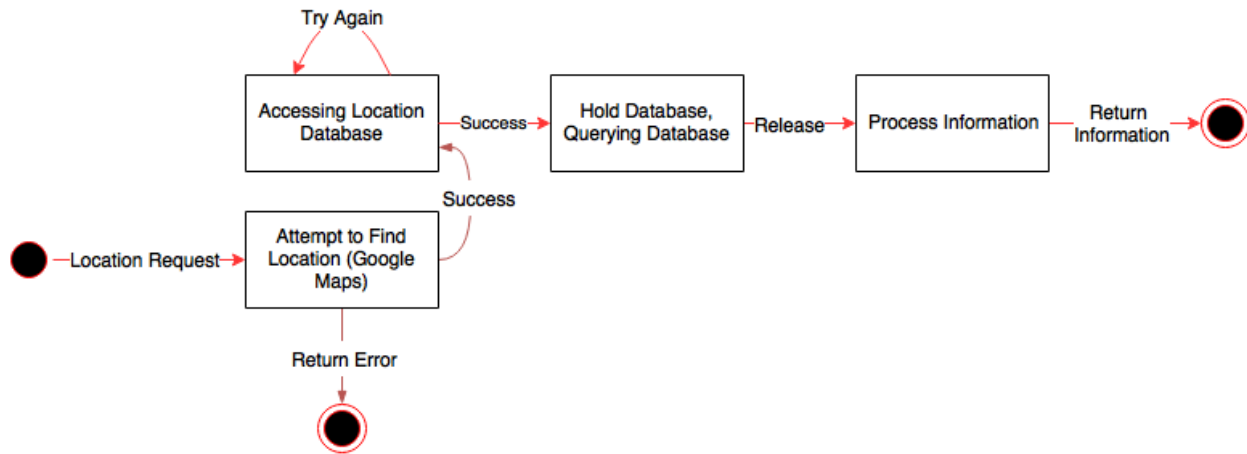 Try Again
Accessing Location
Database
Success
Hold Database,
Querying Database
Release
Process Information
Return
Information
Success
Location Request
Attempt to Find
Location (Google
Maps)
Return Error